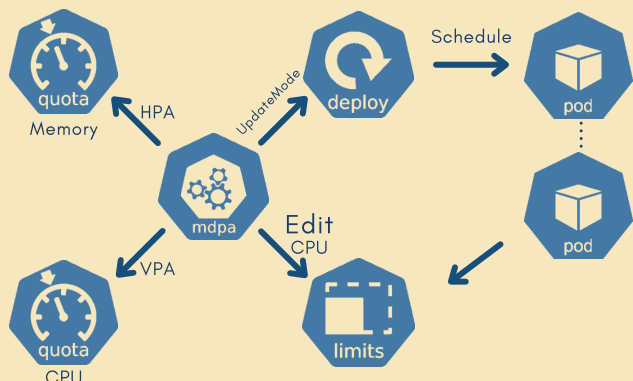 quota
Memory
HPA
UpdateMode
deploy
Schedule
pod
mdpa
Edit
CPU
pod
VPA
quota
CPU
limits